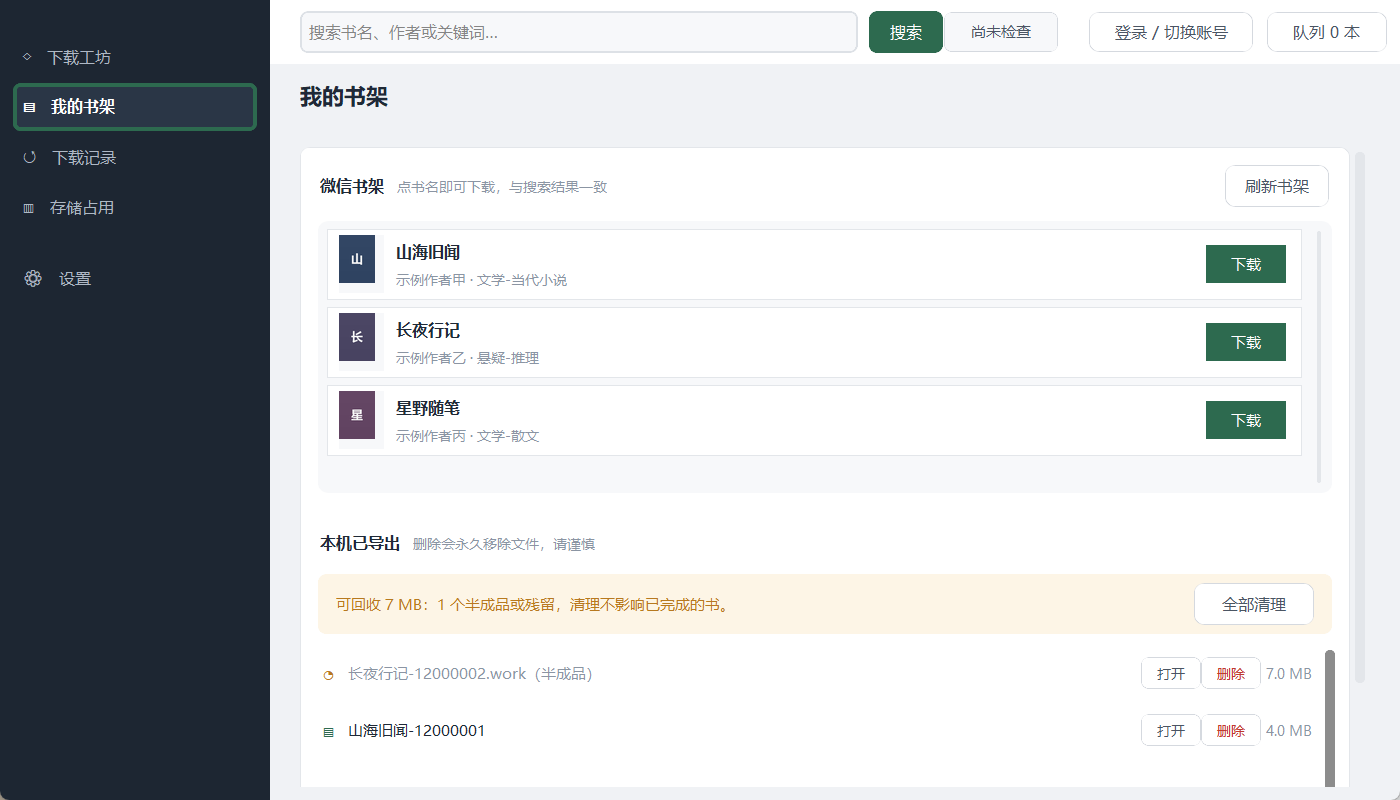 下载工坊
我的书架
下载记录
存储占用
设置
搜索书名、作者或关键词...
搜索
尚未检查
登录 / 切换账号
队列 0 本
我的书架
微信书架 点书名即可下载，与搜索结果一致
刷新书架
山
山海旧闻
示例作者甲 · 文学-当代小说
下载
长
长夜行记
示例作者乙 · 悬疑-推理
下载
星
星野随笔
示例作者丙 · 文学-散文
下载
本机已导出 删除会永久移除文件，请谨慎
可回收 7 MB：1 个半成品或残留，清理不影响已完成的书。
全部清理
长夜行记-12000002.work（半成品） 打开 删除 7.0 MB
山海旧闻-12000001 打开 删除 4.0 MB